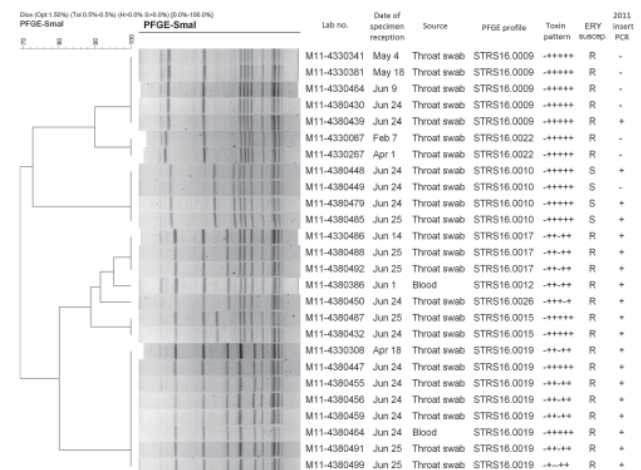 Dice (Opt:1.50%) (Tol 0.5%-0.5%) (H>0.0% S>0.0%) [0.0%-100.0%]
PFGE-SmaI PFGE-SmaI
Lab no. Date of specimen reception Source PFGE profile Toxin pattern ERY suscep. 2011 insert PCR
80 90 100
M11-4330341 May 4 Throat swab STRS16.0009 -+++++ R -
M11-4330381 May 18 Throat swab STRS16.0009 -+++++ R -
M11-4330464 Jun 9 Throat swab STRS16.0009 -+++++ R -
M11-4380430 Jun 24 Throat swab STRS16.0009 -+++++ R -
M11-4380439 Jun 24 Throat swab STRS16.0009 -+++++ R +
M11-4330087 Feb 7 Throat swab STRS16.0022 -+++++ R -
M11-4330267 Apr 1 Throat swab STRS16.0022 -+++++ R -
M11-4380448 Jun 24 Throat swab STRS16.0010 -+++++ S +
M11-4380449 Jun 24 Throat swab STRS16.0010 -+++++ S -
M11-4380479 Jun 24 Throat swab STRS16.0010 -+++++ S +
M11-4380485 Jun 25 Throat swab STRS16.0010 -+++++ S +
M11-4330486 Jun 14 Throat swab STRS16.0017 -++-++ R +
M11-4380488 Jun 25 Throat swab STRS16.0017 -++-++ R +
M11-4380492 Jun 25 Throat swab STRS16.0017 -++-++ R +
M11-4380386 Jun 1 Blood STRS16.0012 -++-++ R +
M11-4380450 Jun 24 Throat swab STRS16.0026 -+++-+ R +
M11-4380487 Jun 25 Throat swab STRS16.0015 -+++++ R +
M11-4380432 Jun 24 Throat swab STRS16.0015 -+++++ R +
M11-4330308 Apr 18 Throat swab STRS16.0019 -++-++ R +
M11-4380447 Jun 24 Throat swab STRS16.0019 -+++++ R +
M11-4380455 Jun 24 Throat swab STRS16.0019 -++-++ R +
M11-4380456 Jun 24 Throat swab STRS16.0019 -++-++ R +
M11-4380459 Jun 24 Throat swab STRS16.0019 -++-++ R +
M11-4380464 Jun 24 Blood STRS16.0019 -+++++ R +
M11-4380491 Jun 25 Throat swab STRS16.0019 -++-++ R +
M11-4380499 Jun 25 Throat swab STRS16.0019 -+--++ R +